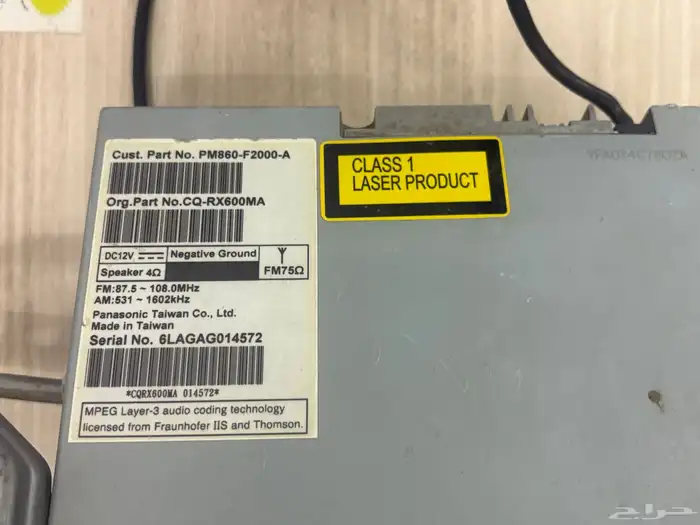 Cust. Part No. PM860-F2000-A
Org.Part No.CQ-RX600MA
DC12V
Negative Ground
Speaker 4Ω
FM75Ω
FM:87.5 ~ 108.0MHz
AM:531 ~ 1602kHz
Panasonic Taiwan Co., Ltd.
Made in Taiwan
Serial No. 6LAGAG014572
*CQRX600MA 014572*
MPEG Layer-3 audio coding technology
licensed from Fraunhofer IIS and Thomson.
CLASS 1
LASER PRODUCT
حراج